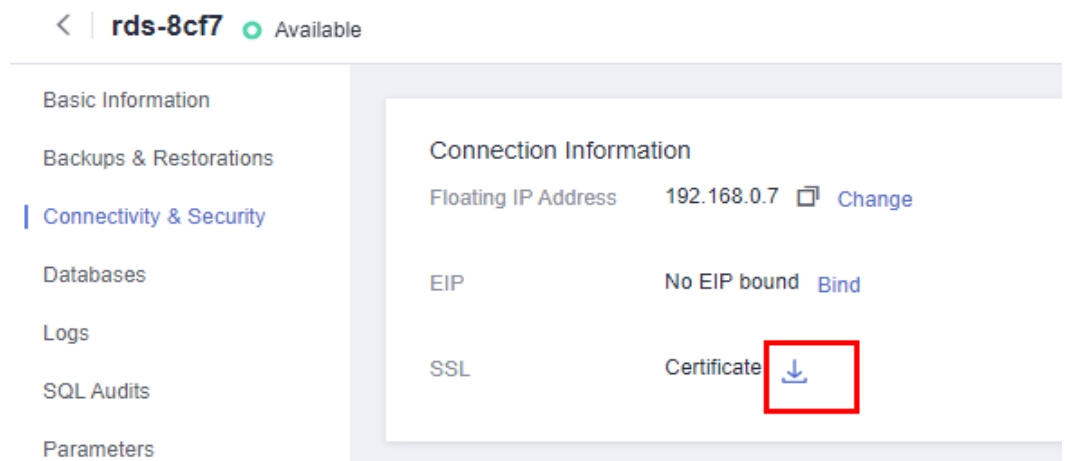 rds-8cf7 Available
Basic Information
Backups & Restorations
Connectivity & Security
Databases
Logs
SQL Audits
Parameters
Connection Information
Floating IP Address 192.168.0.7 Change
EIP No EIP bound Bind
SSL Certificate